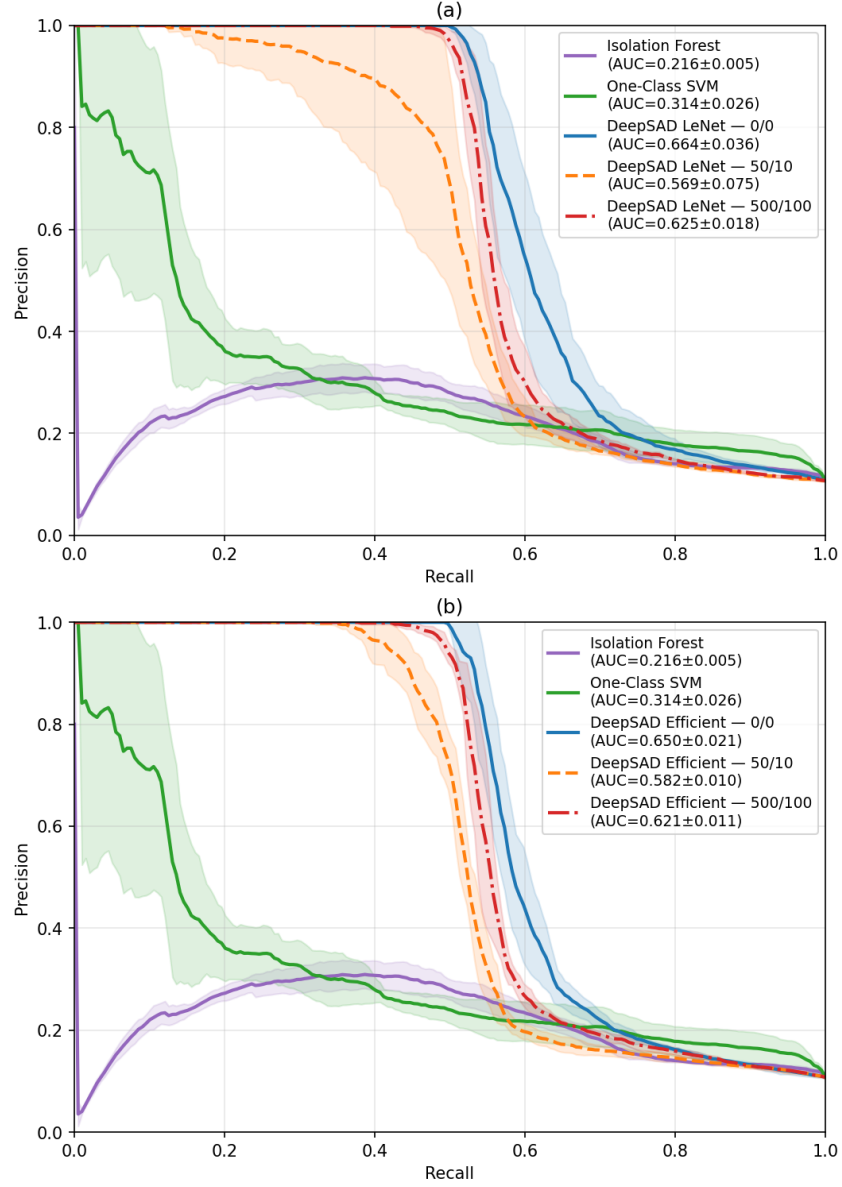 (a)
1.0
0.8
0.6
0.4
0.2
0.0
Precision
Isolation Forest
(AUC=0.216±0.005)
One-Class SVM
(AUC=0.314±0.026)
DeepSAD LeNet — 0/0
(AUC=0.664±0.036)
DeepSAD LeNet — 50/10
(AUC=0.569±0.075)
DeepSAD LeNet — 500/100
(AUC=0.625±0.018)
0.0 0.2 0.4 0.6 0.8 1.0
Recall
(b)
1.0
0.8
0.6
0.4
0.2
0.0
Precision
Isolation Forest
(AUC=0.216±0.005)
One-Class SVM
(AUC=0.314±0.026)
DeepSAD Efficient — 0/0
(AUC=0.650±0.021)
DeepSAD Efficient — 50/10
(AUC=0.582±0.010)
DeepSAD Efficient — 500/100
(AUC=0.621±0.011)
0.0 0.2 0.4 0.6 0.8 1.0
Recall